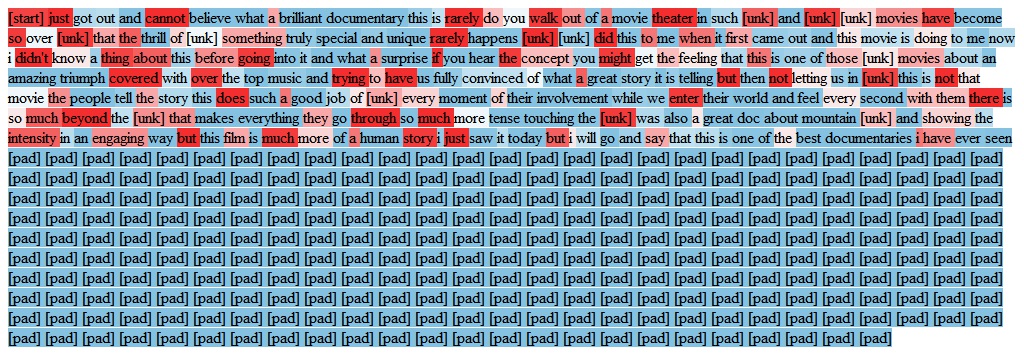 [start] just got out and cannot believe what a brilliant documentary this is rarely do you walk out of a movie theater in such [unk] and [unk] [unk] movies have become
so over [unk] that the thrill of [unk] something truly special and unique rarely happens [unk] [unk] did this to me when it first came out and this movie is doing to me now
i didn't know a thing about this before going into it and what a surprise if you hear the concept you might get the feeling that this is one of those [unk] movies about an
amazing triumph covered with over the top music and trying to have us fully convinced of what a great story it is telling but then not letting us in [unk] this is not that
movie the people tell the story this does such a good job of [unk] every moment of their involvement while we enter their world and feel every second with them there is
so much beyond the [unk] that makes everything they go through so much more tense touching the [unk] was also a great doc about mountain [unk] and showing the
intensity in an engaging way but this film is much more of a human story i just saw it today but i will go and say that this is one of the best documentaries i have ever seen
[pad] [pad] [pad] [pad] [pad] [pad] [pad] [pad] [pad] [pad] [pad] [pad] [pad] [pad] [pad] [pad] [pad] [pad] [pad] [pad] [pad] [pad] [pad] [pad] [pad] [pad] [pad]
[pad] [pad] [pad] [pad] [pad] [pad] [pad] [pad] [pad] [pad] [pad] [pad] [pad] [pad] [pad] [pad] [pad] [pad] [pad] [pad] [pad] [pad] [pad] [pad] [pad] [pad] [pad]
[pad] [pad] [pad] [pad] [pad] [pad] [pad] [pad] [pad] [pad] [pad] [pad] [pad] [pad] [pad] [pad] [pad] [pad] [pad] [pad] [pad] [pad] [pad] [pad] [pad] [pad] [pad]
[pad] [pad] [pad] [pad] [pad] [pad] [pad] [pad] [pad] [pad] [pad] [pad] [pad] [pad] [pad] [pad] [pad] [pad] [pad] [pad] [pad] [pad] [pad] [pad] [pad] [pad] [pad]
[pad] [pad] [pad] [pad] [pad] [pad] [pad] [pad] [pad] [pad] [pad] [pad] [pad] [pad] [pad] [pad] [pad] [pad] [pad] [pad] [pad] [pad] [pad] [pad] [pad] [pad] [pad]
[pad] [pad] [pad] [pad] [pad] [pad] [pad] [pad] [pad] [pad] [pad] [pad] [pad] [pad] [pad] [pad] [pad] [pad] [pad] [pad] [pad] [pad] [pad] [pad] [pad] [pad] [pad]
[pad] [pad] [pad] [pad] [pad] [pad] [pad] [pad] [pad] [pad] [pad] [pad] [pad] [pad] [pad] [pad] [pad] [pad] [pad] [pad] [pad] [pad] [pad] [pad] [pad] [pad] [pad]
[pad] [pad] [pad] [pad] [pad] [pad] [pad] [pad] [pad] [pad] [pad] [pad] [pad] [pad] [pad] [pad] [pad] [pad] [pad] [pad] [pad] [pad] [pad] [pad] [pad] [pad] [pad]
[pad] [pad] [pad] [pad] [pad] [pad] [pad] [pad] [pad] [pad] [pad] [pad] [pad] [pad] [pad] [pad] [pad] [pad] [pad] [pad] [pad] [pad] [pad] [pad] [pad] [pad] [pad]
[pad] [pad] [pad] [pad] [pad] [pad] [pad] [pad] [pad] [pad] [pad] [pad] [pad] [pad] [pad] [pad] [pad] [pad] [pad] [pad] [pad] [pad] [pad] [pad]